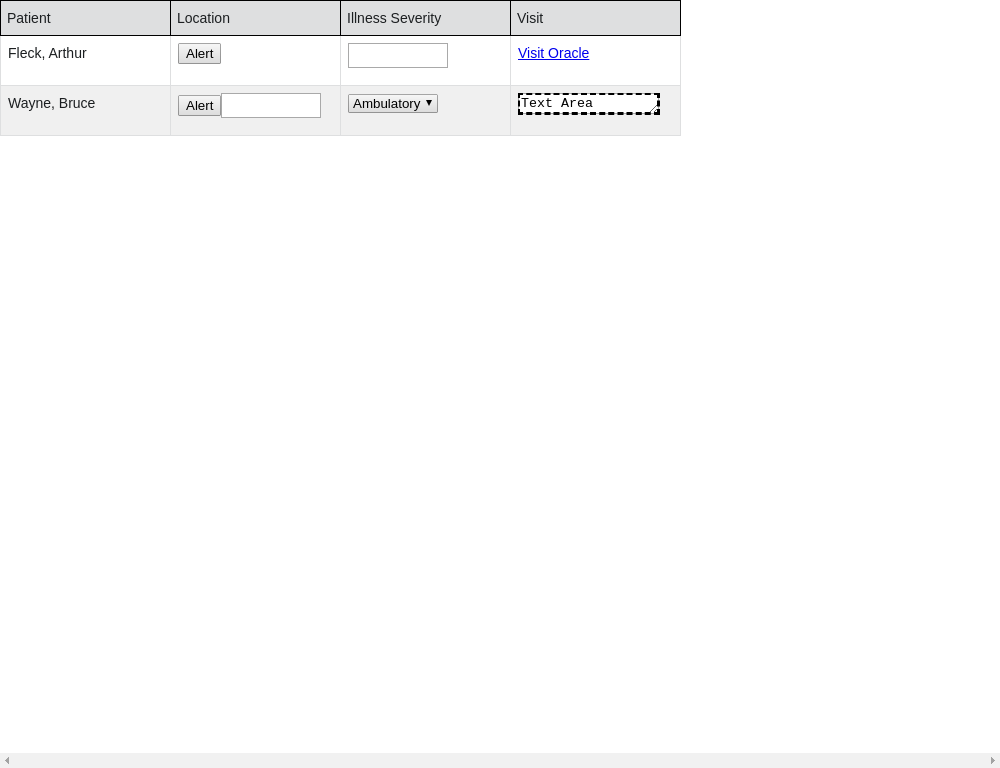 Patient Location Illness Severity Visit
Fleck, Arthur Alert Visit Oracle
Wayne, Bruce Alert Ambulatory Text Area